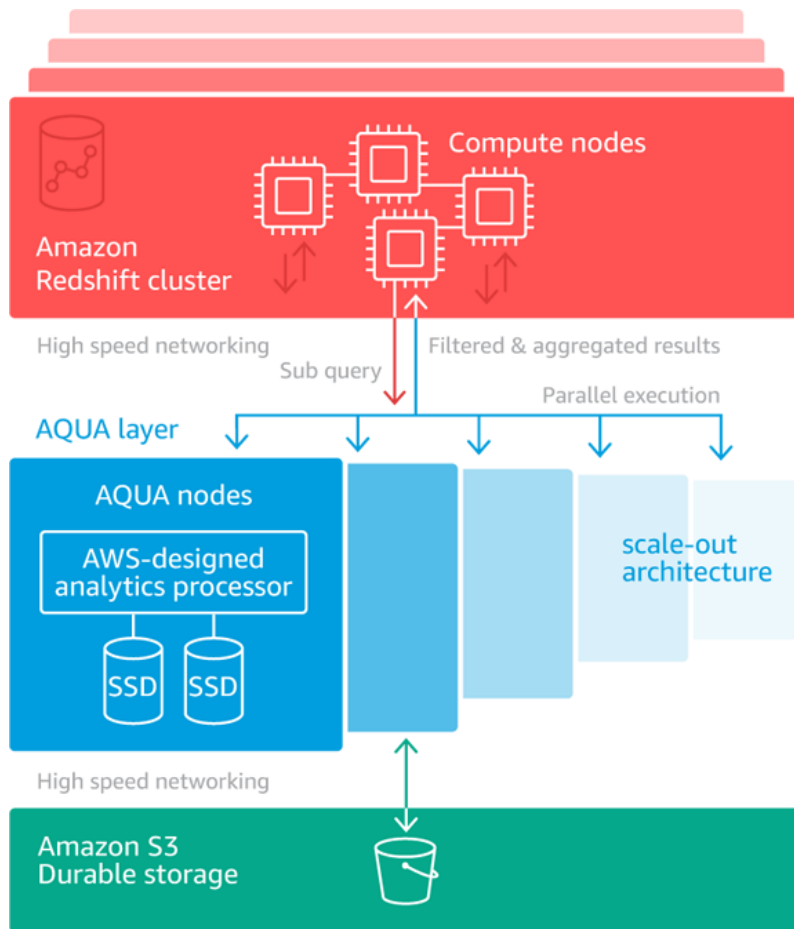 Compute nodes
Amazon
Redshift cluster
High speed networking
Sub query
Filtered & aggregated results
Parallel execution
AQUA layer
AQUA nodes
AWS-designed
analytics processor
SSD
SSD
scale-out
architecture
High speed networking
Amazon S3
Durable storage